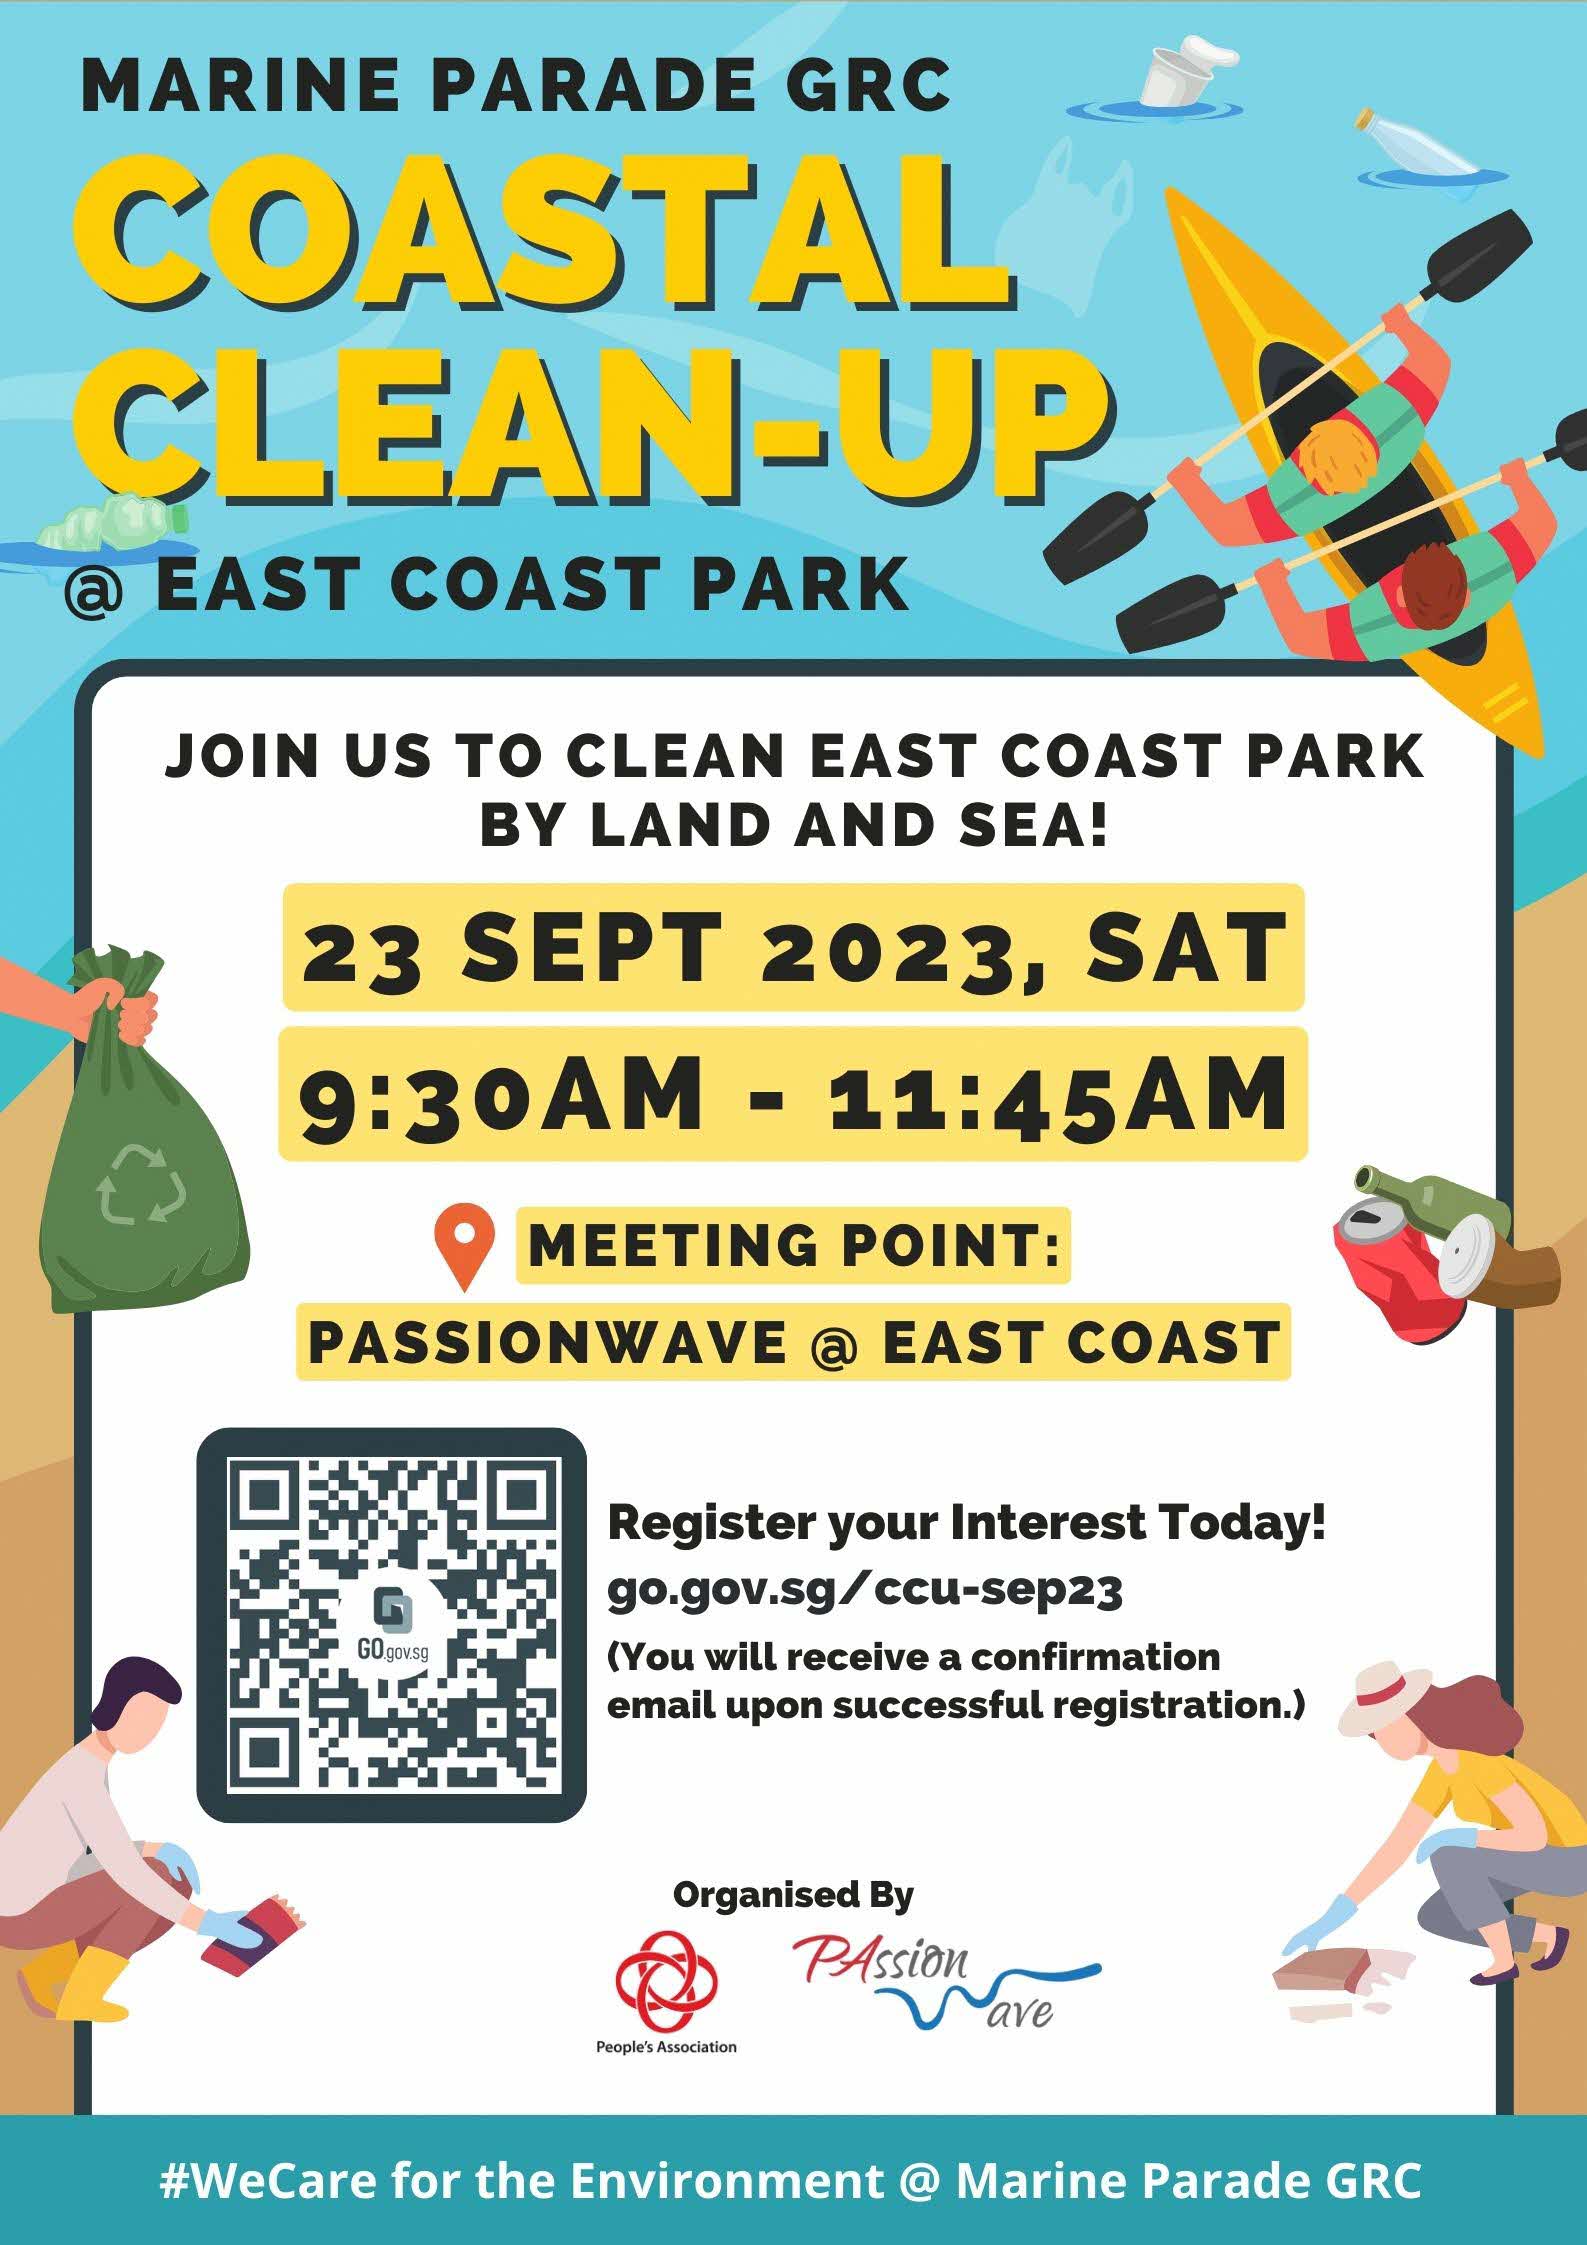 MARINE PARADE GRC
COASTAL
CLEAN-UP
@ EAST COAST PARK
JOIN US TO CLEAN EAST COAST PARK
BY LAND AND SEA!
23 SEPT 2023, SAT
9:30AM - 11:45AM
MEETING POINT:
PASSIONWAVE @ EAST COAST
GO.gov.sg
Register your Interest Today!
go.gov.sg/ccu-sep23
(You will receive a confirmation
email upon successful registration.)
Organised By
People's Association
PAssion
Wave
#WeCare for the Environment @ Marine Parade GRC